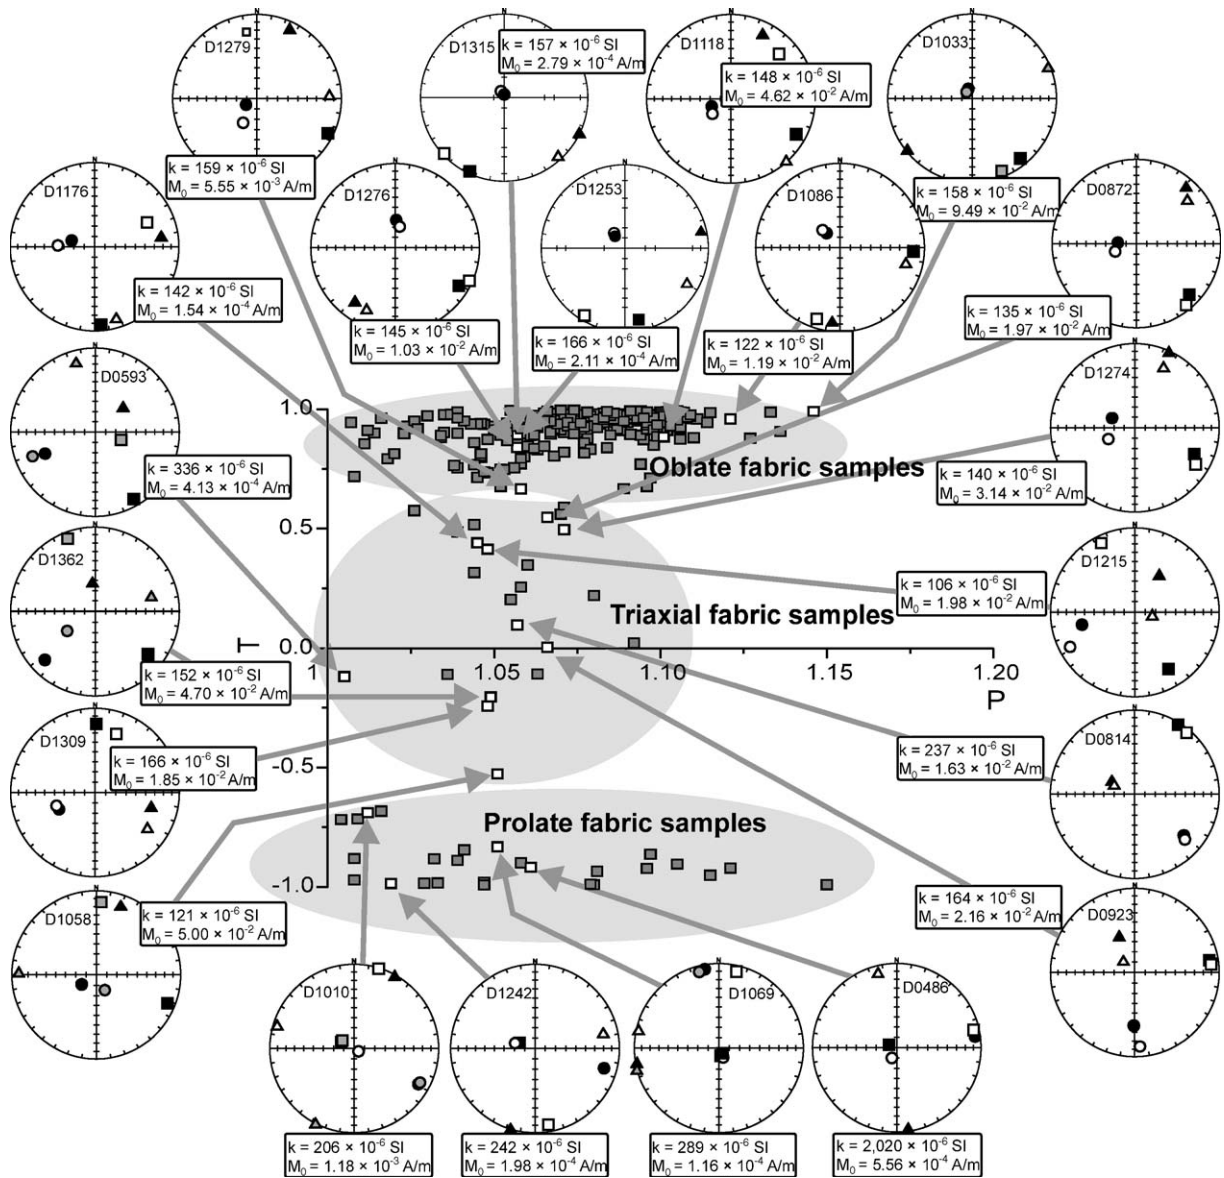 N
D1279
k = 159 × 10⁻⁶ SI
M₀ = 5.55 × 10⁻³ A/m
N
D1315
k = 157 × 10⁻⁶ SI
M₀ = 2.79 × 10⁻⁴ A/m
N
D1118
k = 148 × 10⁻⁶ SI
M₀ = 4.62 × 10⁻² A/m
N
D1033
k = 158 × 10⁻⁶ SI
M₀ = 9.49 × 10⁻² A/m
N
D1176
k = 142 × 10⁻⁶ SI
M₀ = 1.54 × 10⁻⁴ A/m
N
D1276
k = 145 × 10⁻⁶ SI
M₀ = 1.03 × 10⁻² A/m
N
D1253
k = 166 × 10⁻⁶ SI
M₀ = 2.11 × 10⁻⁴ A/m
N
D1086
k = 122 × 10⁻⁶ SI
M₀ = 1.19 × 10⁻² A/m
N
D0872
k = 135 × 10⁻⁶ SI
M₀ = 1.97 × 10⁻² A/m
N
D0593
k = 336 × 10⁻⁶ SI
M₀ = 4.13 × 10⁻⁴ A/m
N
D1274
k = 140 × 10⁻⁶ SI
M₀ = 3.14 × 10⁻² A/m
N
D1362
k = 152 × 10⁻⁶ SI
M₀ = 4.70 × 10⁻² A/m
N
D1215
k = 106 × 10⁻⁶ SI
M₀ = 1.98 × 10⁻² A/m
N
D1309
k = 166 × 10⁻⁶ SI
M₀ = 1.85 × 10⁻² A/m
N
D0814
k = 237 × 10⁻⁶ SI
M₀ = 1.63 × 10⁻² A/m
N
D1058
k = 121 × 10⁻⁶ SI
M₀ = 5.00 × 10⁻² A/m
N
D0923
k = 164 × 10⁻⁶ SI
M₀ = 2.16 × 10⁻² A/m
1.0
Oblate fabric samples
0.5
Triaxial fabric samples
T
0.0
1
1.05
1.10
1.15
1.20
P
-0.5
Prolate fabric samples
-1.0
N
D1010
k = 206 × 10⁻⁶ SI
M₀ = 1.18 × 10⁻³ A/m
N
D1242
k = 242 × 10⁻⁶ SI
M₀ = 1.98 × 10⁻⁴ A/m
N
D1069
k = 289 × 10⁻⁶ SI
M₀ = 1.16 × 10⁻⁴ A/m
N
D0486
k = 2,020 × 10⁻⁶ SI
M₀ = 5.56 × 10⁻⁴ A/m